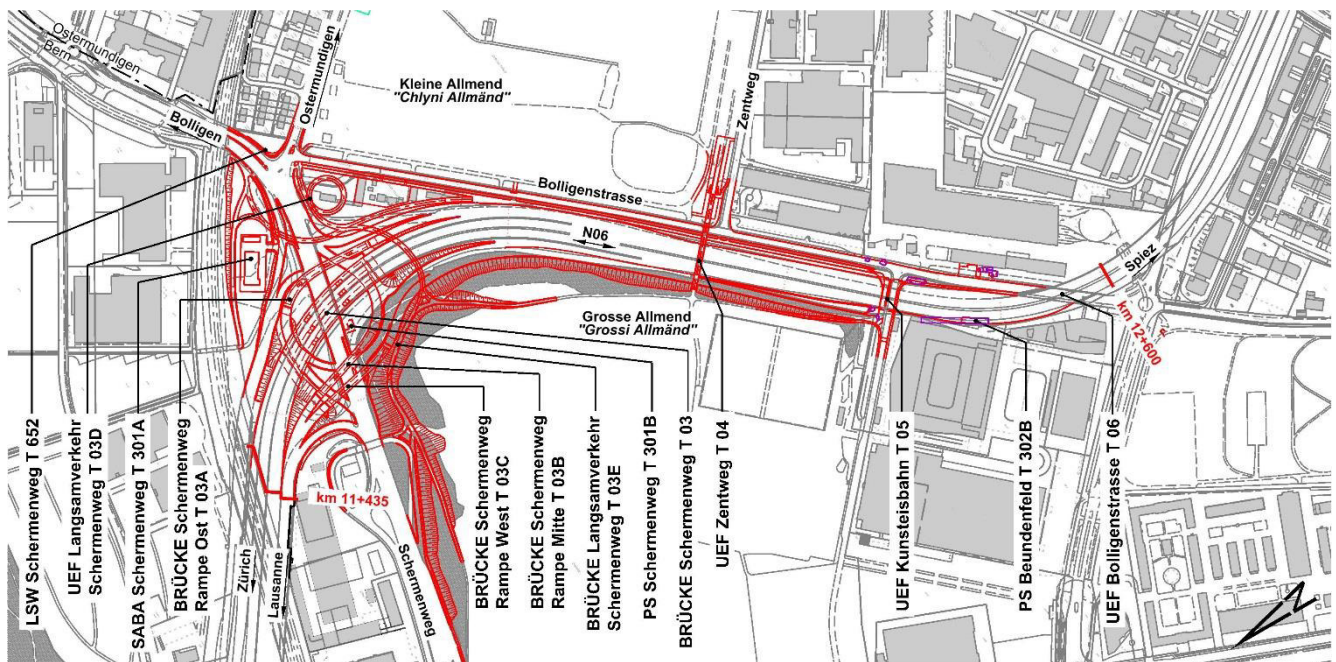 Ostermundigen
Bern
Bolligen
Ostermundigen
Kleine Allmend
"Chlyni Allmänd"
Zentweg
Bolligenstrasse
N06
Grosse Allmend
"Grossi Allmänd"
Spiez
km 12+600
km 11+435
Zürich
Lausanne
Schermenweg
LSW Schermenweg T 652
UEF Langsamverkehr
Schermenweg T 03D
SABA Schermenweg T 301A
BRÜCKE Schermenweg
Rampe Ost T 03A
BRÜCKE Schermenweg
Rampe West T 03C
BRÜCKE Schermenweg
Rampe Mitte T 03B
BRÜCKE Langsamverkehr
Schermenweg T 03E
PS Schermenweg T 301B
BRÜCKE Schermenweg T 03
UEF Zentweg T 04
UEF Kunsteisbahn T 05
PS Beundenfeld T 302B
UEF Bolligenstrasse T 06